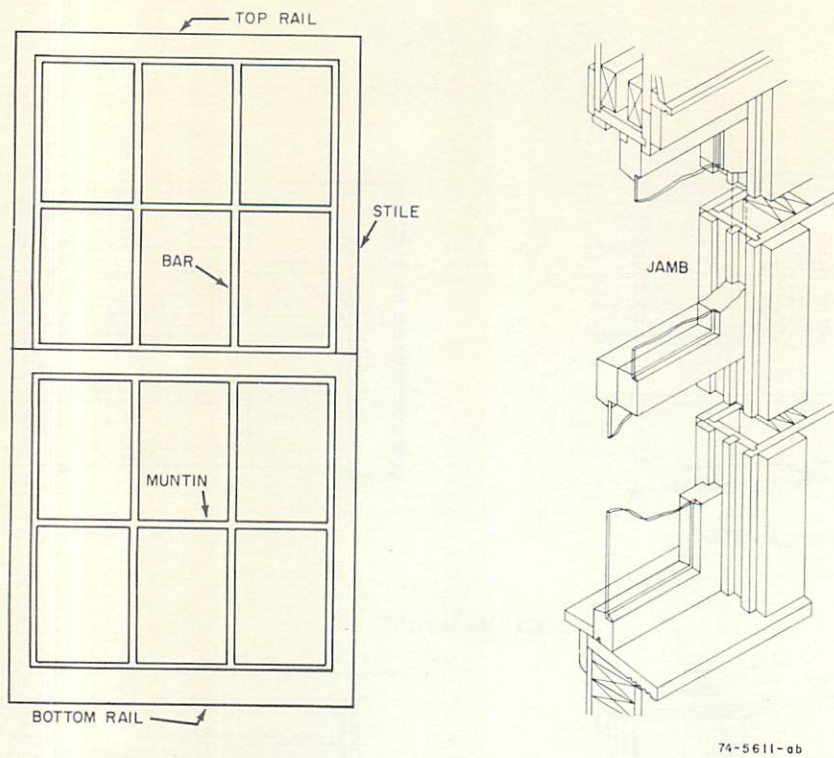 TOP RAIL
STILE
BAR
JAMB
MUNTIN
BOTTOM RAIL
74-5611-ab